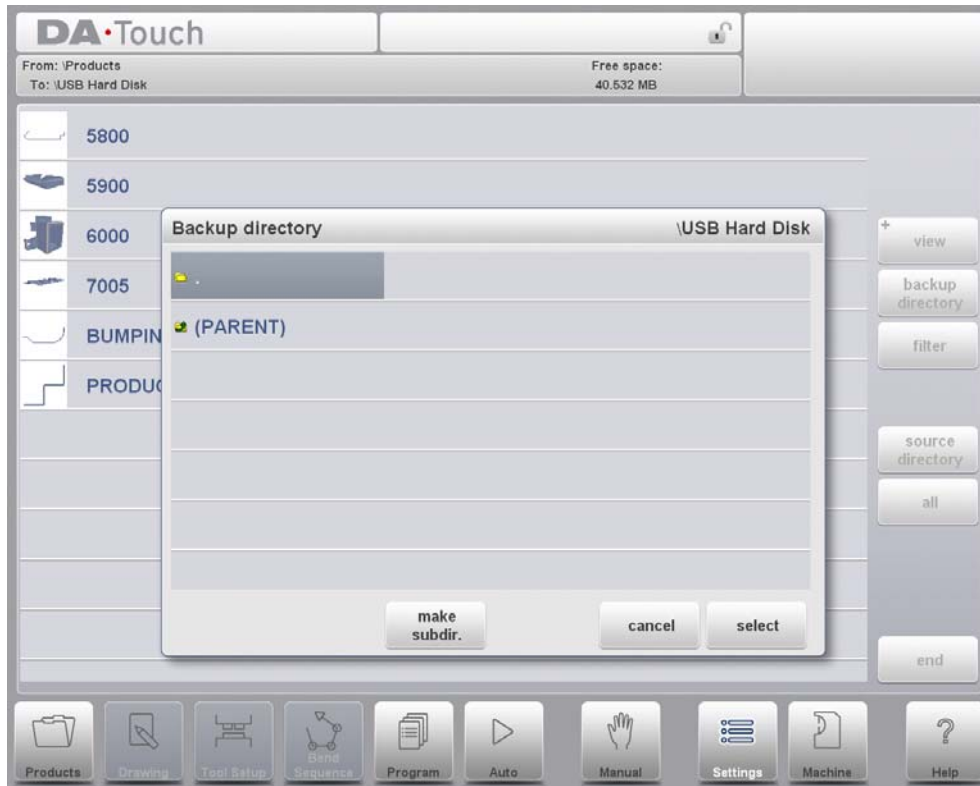 DA·Touch
From: \Products
To: \USB Hard Disk
Free space:
40.532 MB
5800
5900
6000
7005
BUMPIN
PRODUC
Backup directory
\USB Hard Disk
.
(PARENT)
make
subdir.
cancel
select
+
view
backup
directory
filter
source
directory
all
end
Products
Drawing
Tool Setup
Bend
Sequence
Program
Auto
Manual
Settings
Machine
?
Help